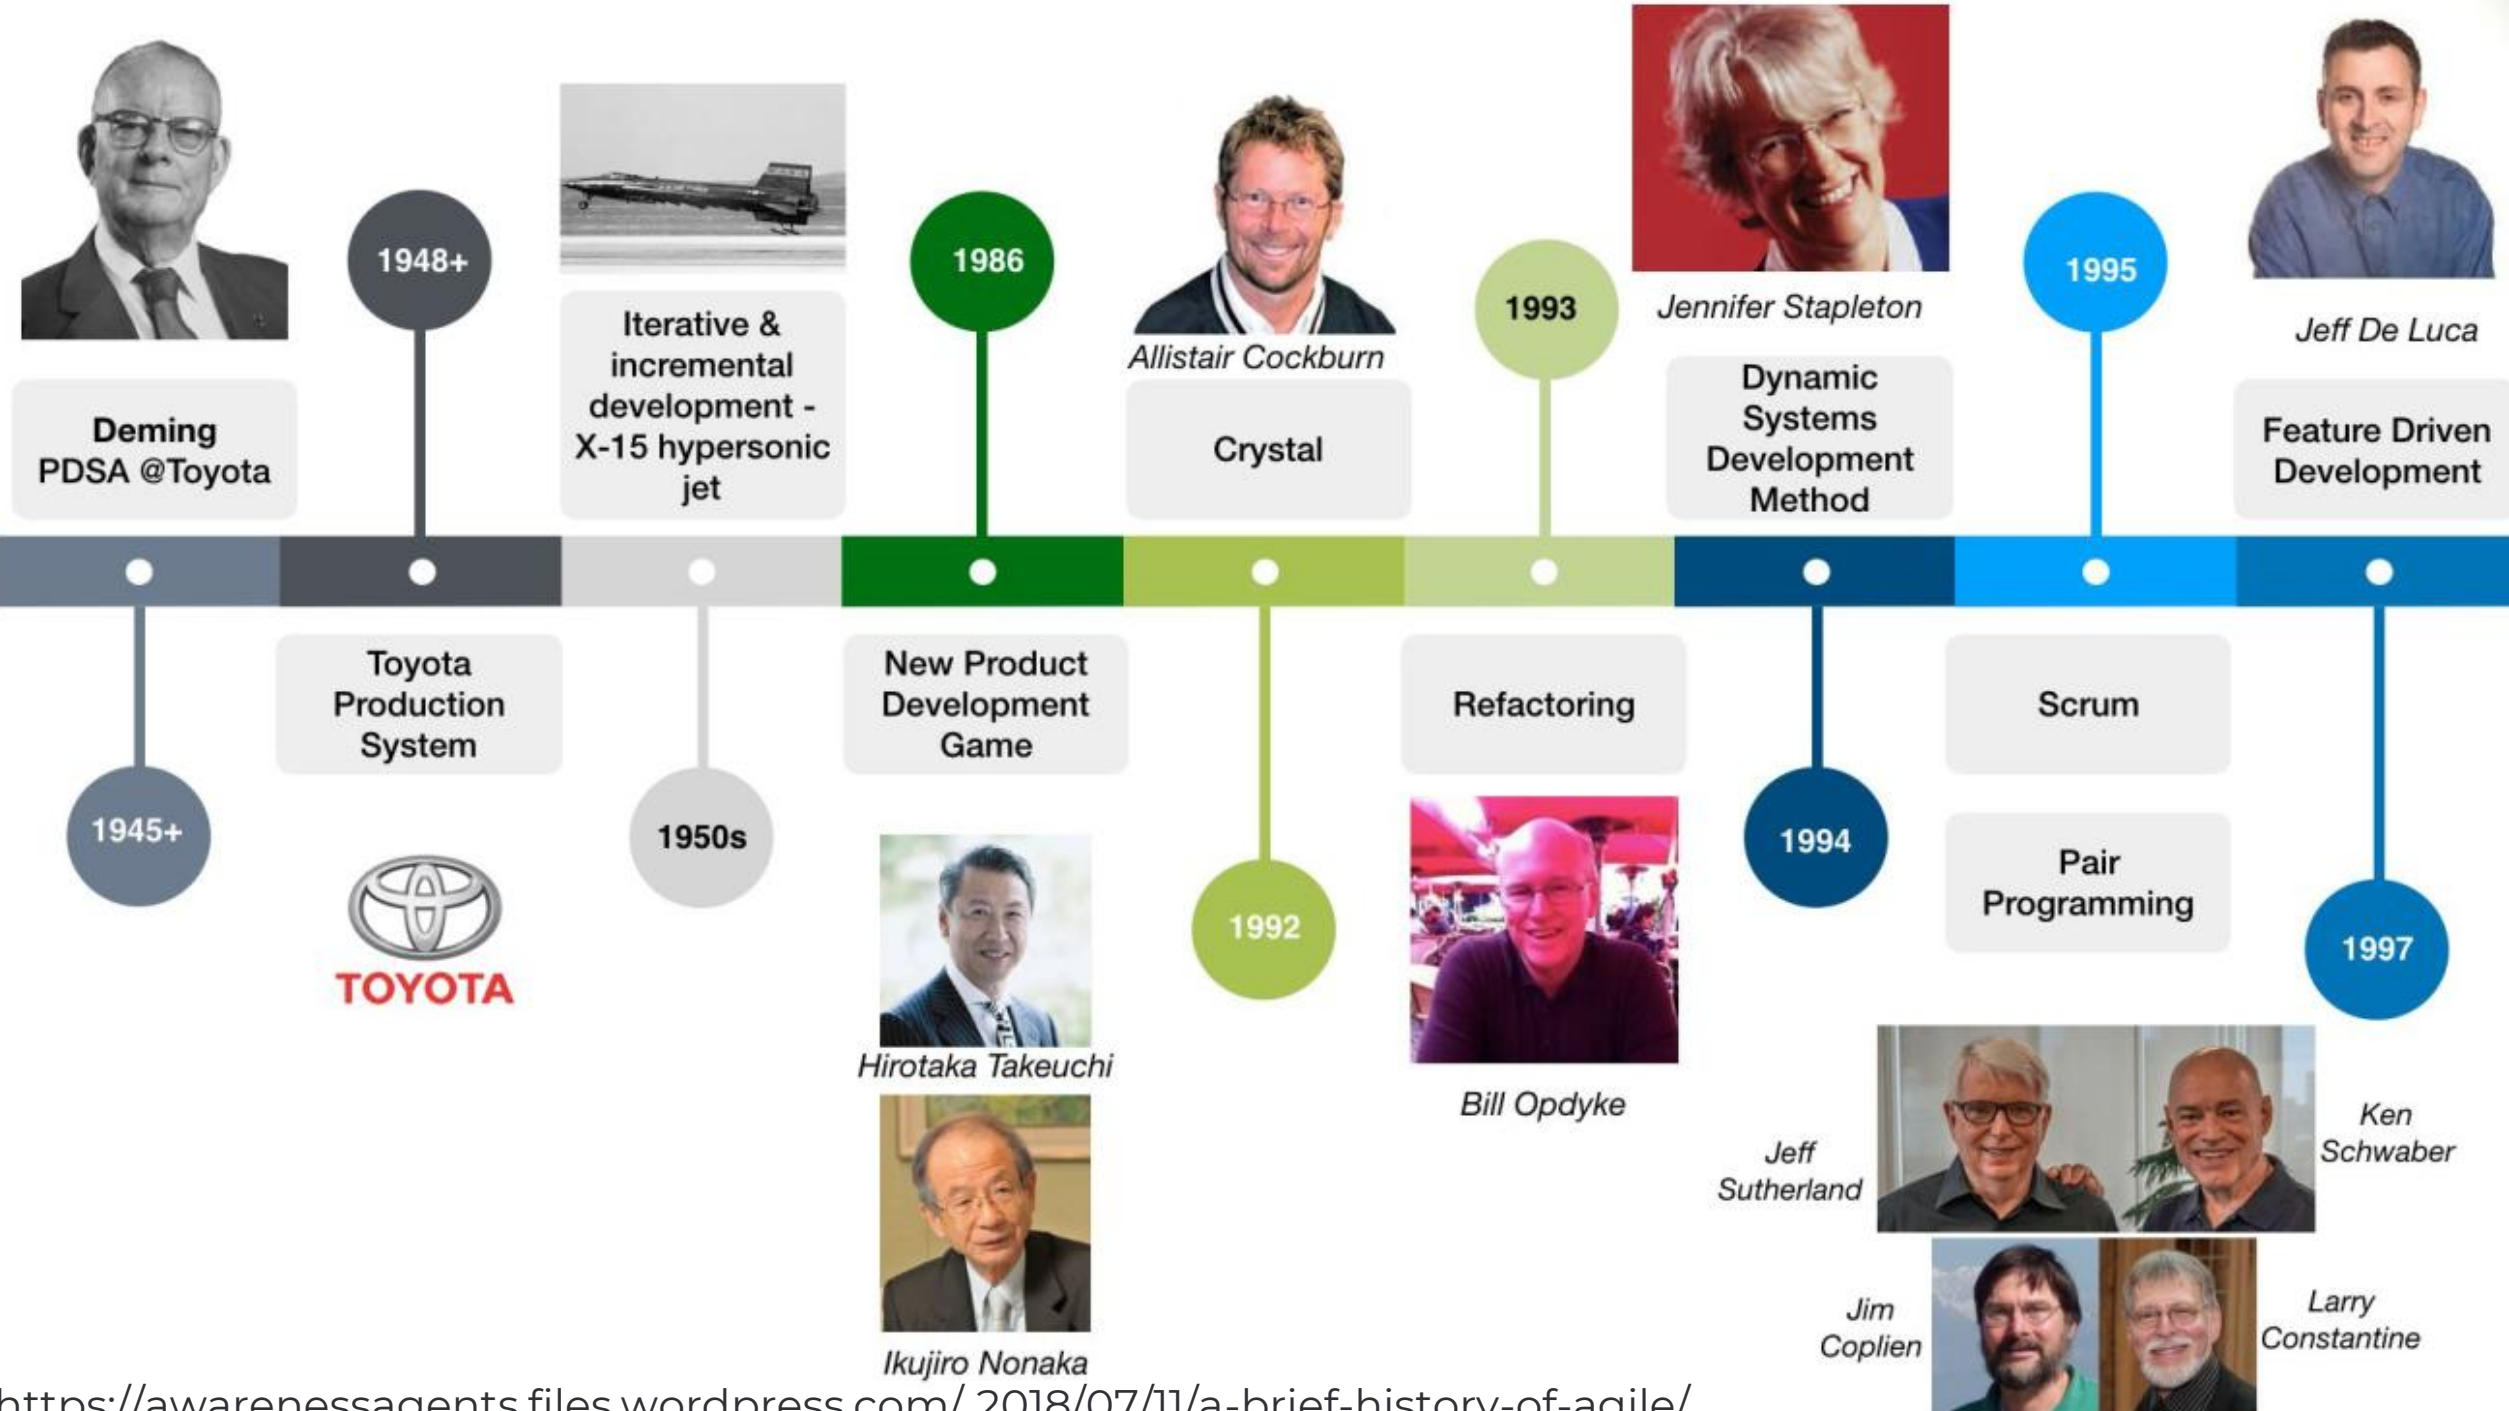 Deming
PDSA @Toyota
1945+
1948+
Toyota
Production
System
TOYOTA
Iterative &
incremental
development -
X-15 hypersonic
jet
1950s
1986
New Product
Development
Game
Hirotaka Takeuchi
Ikujiro Nonaka
Allistair Cockburn
Crystal
1992
1993
Refactoring
Bill Opdyke
Jennifer Stapleton
Dynamic
Systems
Development
Method
1994
1995
Scrum
Pair
Programming
Jeff
Sutherland
Ken
Schwaber
Jim
Coplien
Larry
Constantine
Jeff De Luca
Feature Driven
Development
1997
https://awarenessagents.files.wordpress.com/ 2018/07/11/a-brief-history-of-agile/